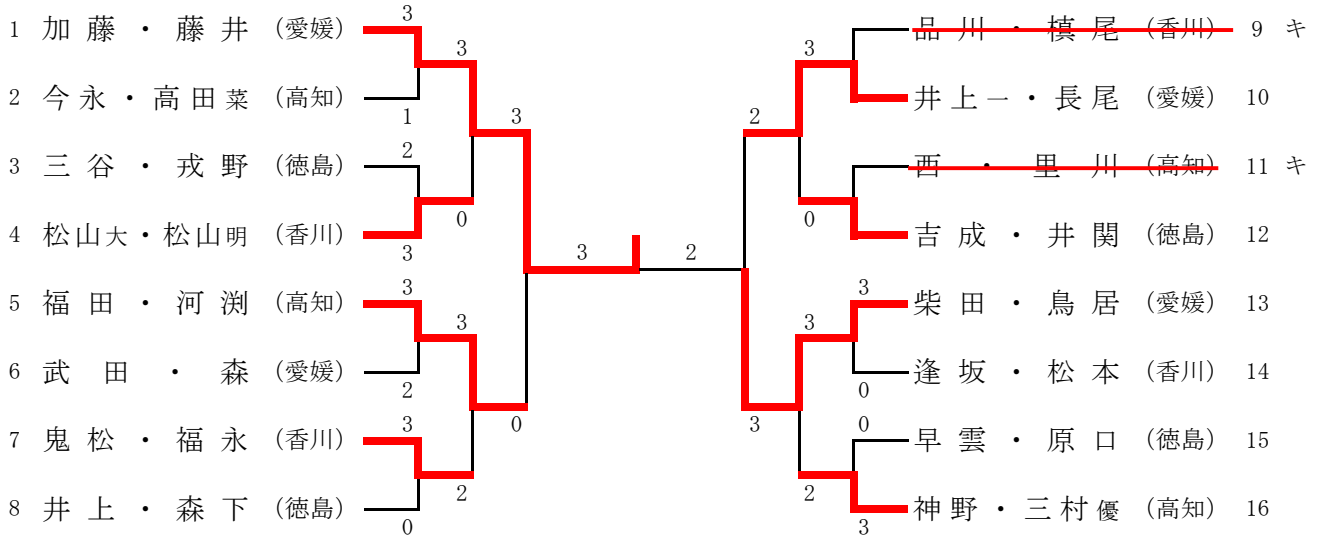 3
1 加藤・藤井 (愛媛)
3
2 今永・高田菜 (高知)
1
3
2
3 三谷・戎野 (徳島)
0
4 松山大・松山明 (香川)
3
3
3
5 福田・河渕 (高知)
3
6 武田・森 (愛媛)
2
3
0
7 鬼松・福永 (香川)
2
8 井上・森下 (徳島)
0
2
品川・槙尾 (香川) 9 キ
3
井上一・長尾 (愛媛) 10
2
西・里川 (高知) 11 キ
0
吉成・井関 (徳島) 12
3
柴田・鳥居 (愛媛) 13
3
逢坂・松本 (香川) 14
0
3
0
早雲・原口 (徳島) 15
2
神野・三村優 (高知) 16
3